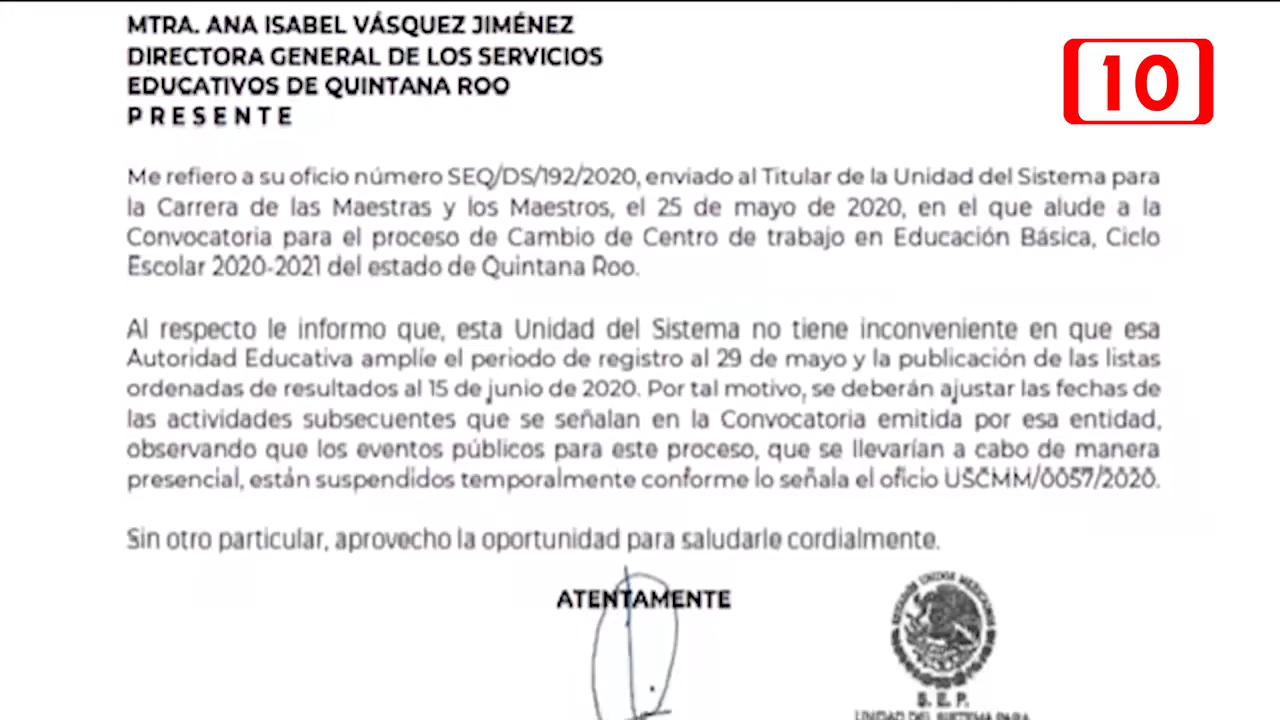 MTRA. ANA ISABEL VÁSQUEZ JIMÉNEZ
DIRECTORA GENERAL DE LOS SERVICIOS
EDUCATIVOS DE QUINTANA ROO
P R E S E N T E
10
Me refiero a su oficio número SEQ/DS/192/2020, enviado al Titular de la Unidad del Sistema para
la Carrera de las Maestras y los Maestros, el 25 de mayo de 2020, en el que alude a la
Convocatoria para el proceso de Cambio de Centro de trabajo en Educación Básica, Ciclo
Escolar 2020-2021 del estado de Quintana Roo.
Al respecto le informo que, esta Unidad del Sistema no tiene inconveniente en que esa
Autoridad Educativa amplíe el periodo de registro al 29 de mayo y la publicación de las listas
ordenadas de resultados al 15 de junio de 2020. Por tal motivo, se deberán ajustar las fechas de
las actividades subsecuentes que se señalan en la Convocatoria emitida por esa entidad,
observando que los eventos públicos para este proceso, que se llevarían a cabo de manera
presencial, están suspendidos temporalmente conforme lo señala el oficio USCMM/0057/2020.
Sin otro particular, aprovecho la oportunidad para saludarle cordialmente.
ATENTAMENTE
ESTADOS UNIDOS MEXICANOS
S. E. P.
UNIDAD DEL SISTEMA PARA